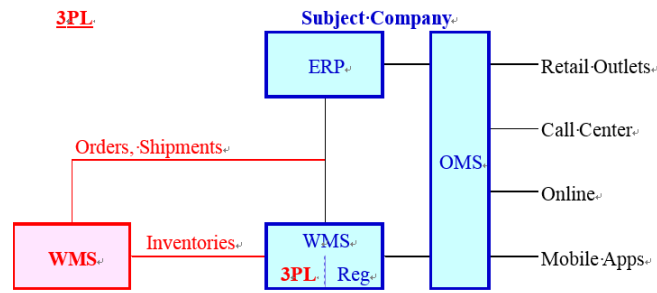 3PL
Subject Company
ERP
Retail Outlets
Orders, Shipments
Call Center
OMS
Online
WMS
Inventories
WMS
3PL
Reg
Mobile Apps